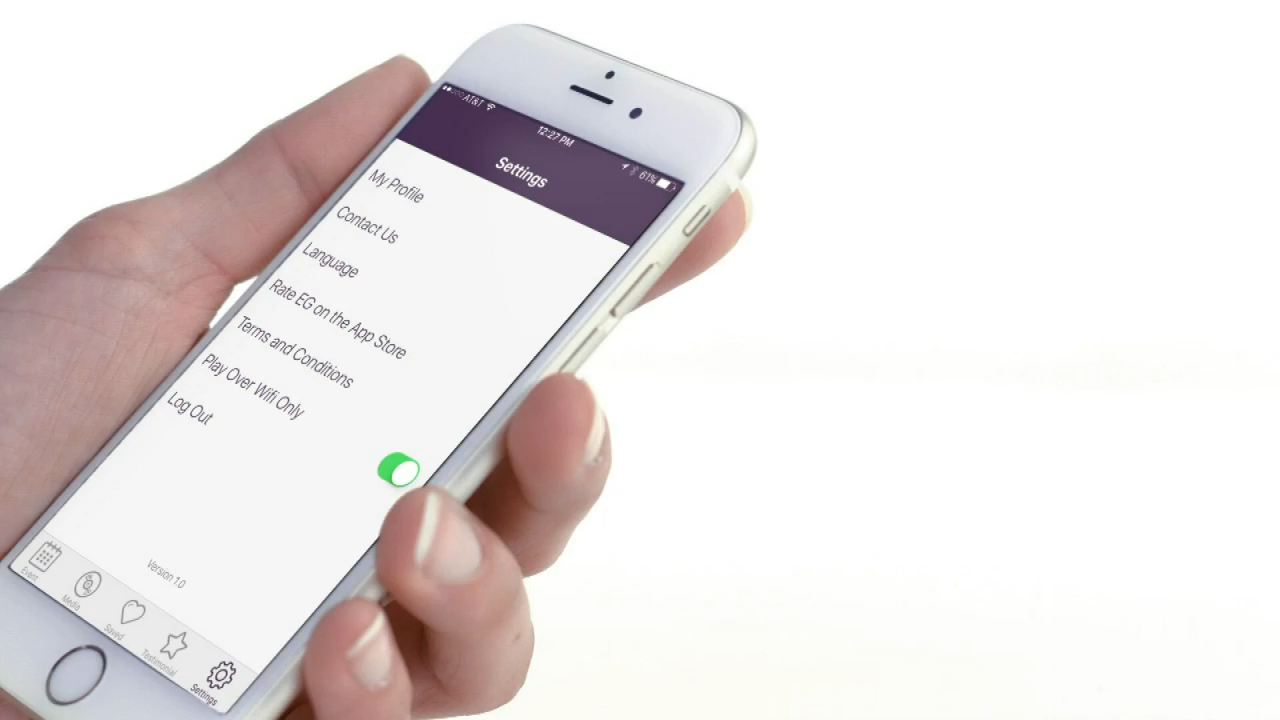 AT&T
12:27 PM
61%
Settings
My Profile
Contact Us
Language
Rate EG on the App Store
Terms and Conditions
Play Over Wifi Only
Log Out
Version 1.0
Event
Media
Saved
Testimonial
Settings